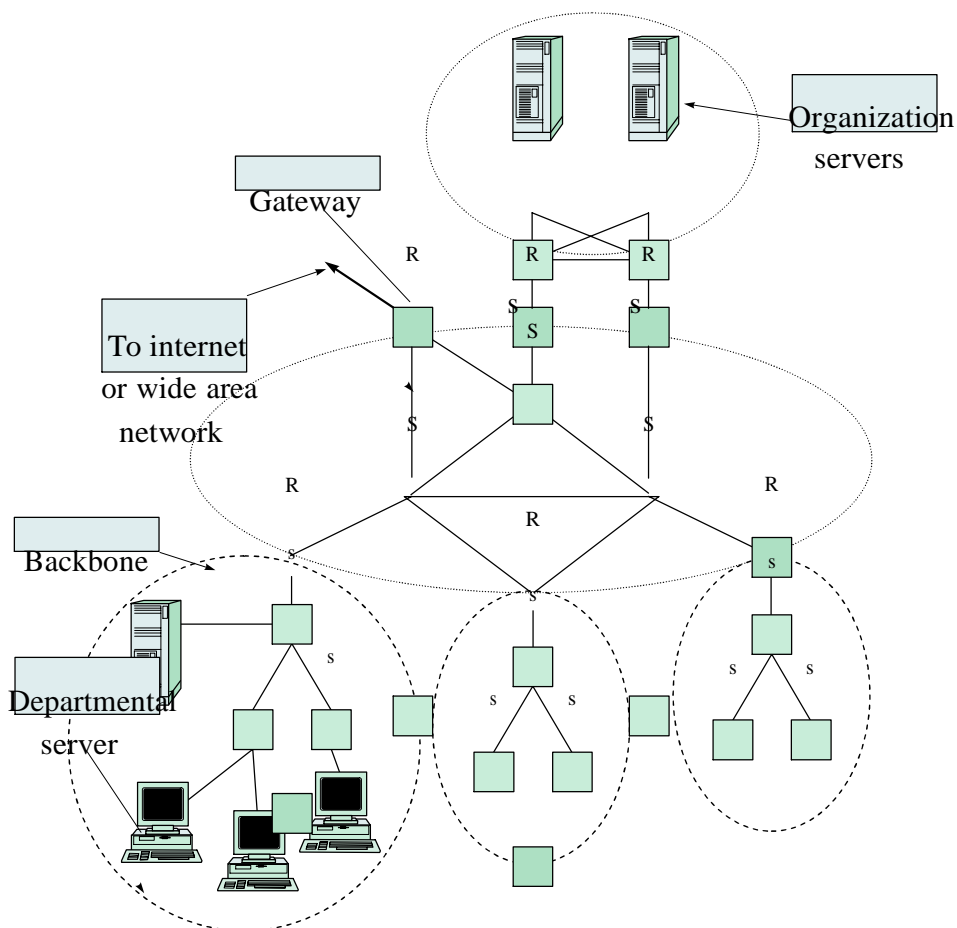 Organization
servers
Gateway
R
R
R
S
S
S
To internet
or wide area
network
S
S
R
R
R
Backbone
s
s
s
s
s
s
s
s
Departmental
server